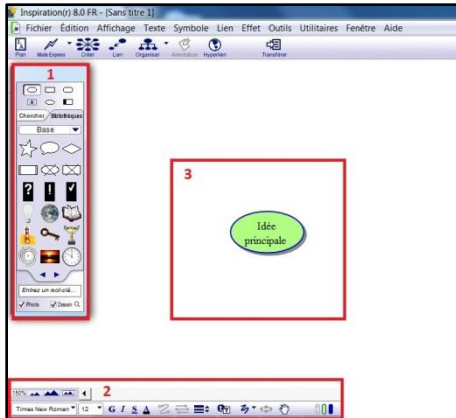 Inspiration(r) 8.0 FR - [Sans titre 1]
Fichier Édition Affichage Texte Symbole Lien Effet Outils Utilitaires Fenêtre Aide
Plan Mode Express Créer Lien Organiser Annotation Hyperlien Transférer
1
Chercher Bibliothèques
Base
? !
3
Idée
principale
Entrez un mot-clé...
Photo Dessin
150% 2
Times New Roman 12 G I S A